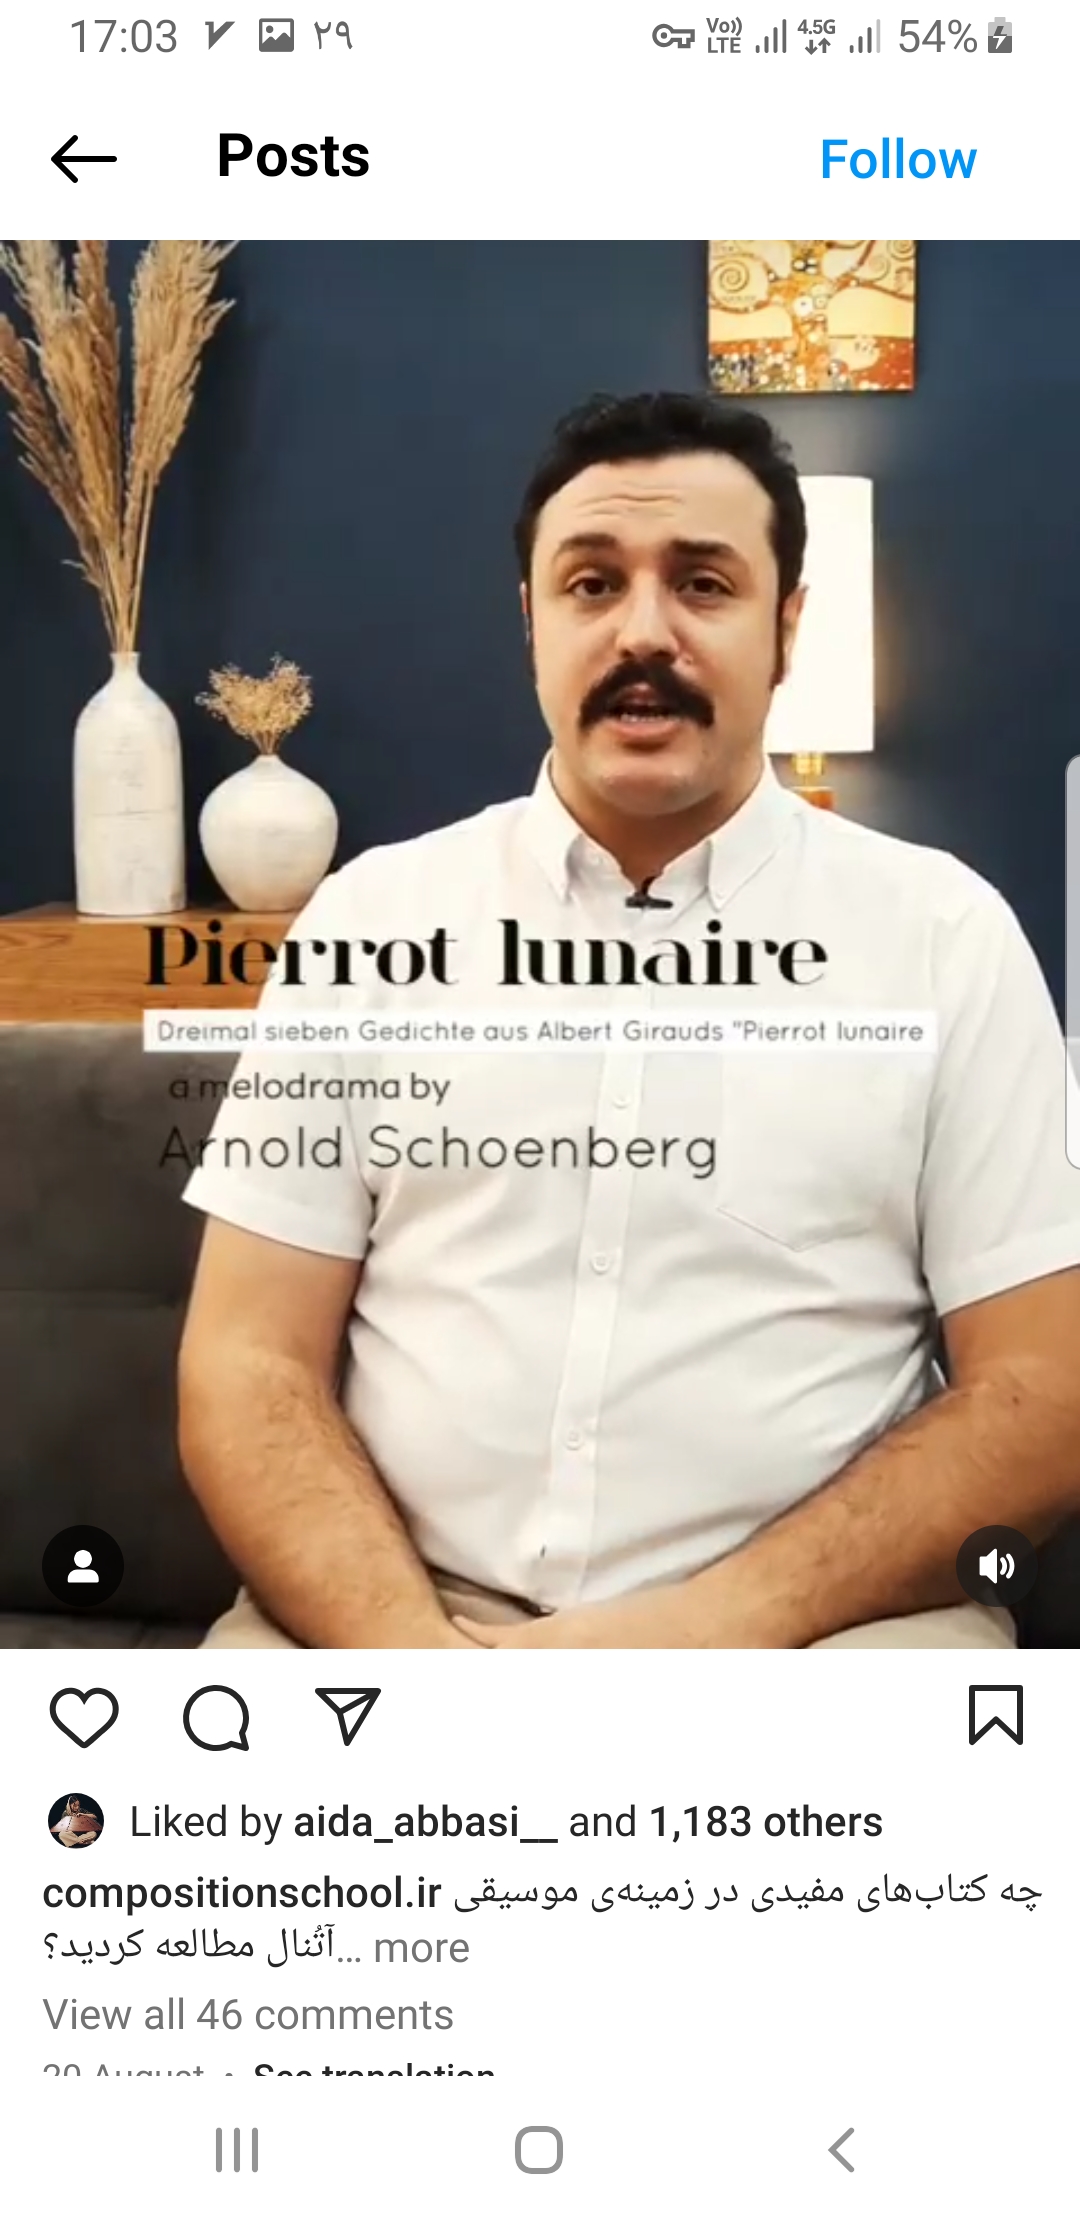 17:03 ۲۹ Vo)) LTE 4.5G 54%
Posts
Follow
Pierrot lunaire
Dreimal sieben Gedichte aus Albert Girauds "Pierrot lunaire
a melodrama by
Arnold Schoenberg
Liked by aida_abbasi__ and 1,183 others
compositionschool.ir چه کتاب‌های مفیدی در زمینه‌ی موسیقی
آتُنال مطالعه کردید؟... more
View all 46 comments
20 August • See translation